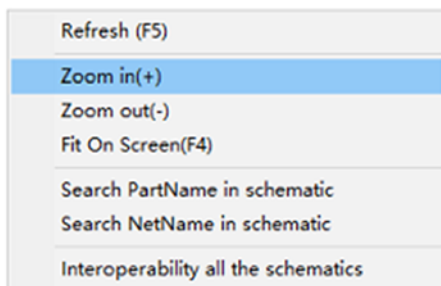 Refresh (F5)
Zoom in(+)
Zoom out(-)
Fit On Screen(F4)
Search PartName in schematic
Search NetName in schematic
Interoperability all the schematics